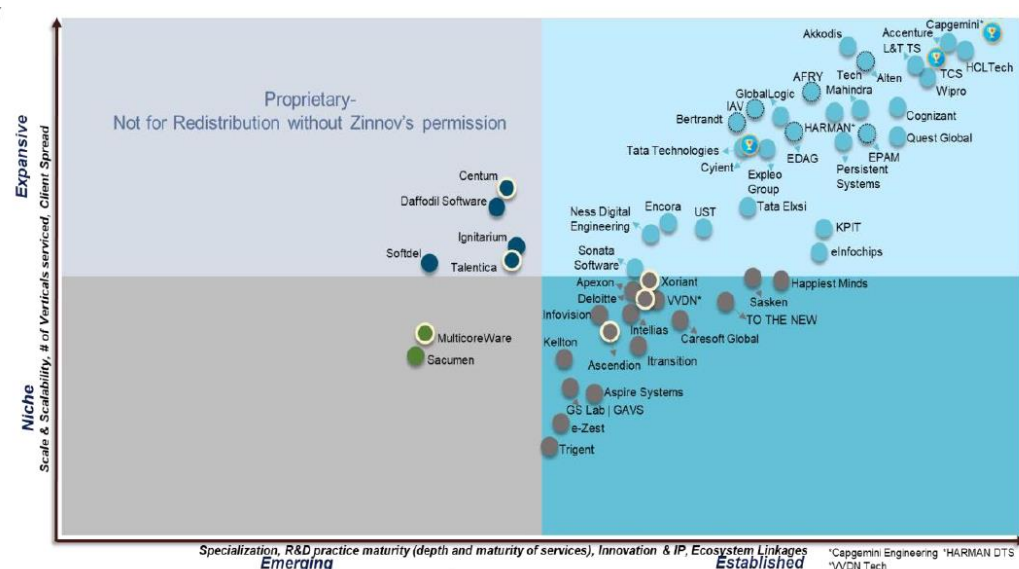 Proprietary-
Not for Redistribution without Zinnov's permission
Expansive
Niche
Scale & Scalability, # of Verticals serviced, Client Spread
Capgemini*
Accenture
Akkodis
L&T TS
HCLTech
TCS
Wipro
Tech
Mahindra
Alten
AFRY
GlobalLogic
IAV
Bertrandt
HARMAN*
Cognizant
Quest Global
EPAM
EDAG
Persistent
Systems
Tata Technologies
Cyient
Expleo
Group
Tata Elxsi
Centum
Daffodil Software
Ness Digital
Engineering
Encora
UST
KPIT
eInfochips
Ignitarium
Softdel
Talentica
Sonata
Software
Apexon
Xoriant
Deloitte
VVDN*
Happiest Minds
Sasken
TO THE NEW
Infovision
Intellias
Caresoft Global
MulticoreWare
Sacumen
Kellton
Ascendion
Itransition
Aspire Systems
GS Lab | GAVS
e-Zest
Trigent
Specialization, R&D practice maturity (depth and maturity of services), Innovation & IP, Ecosystem Linkages
Emerging
Established
*Capgemini Engineering *HARMAN DTS
*VVDN Tech